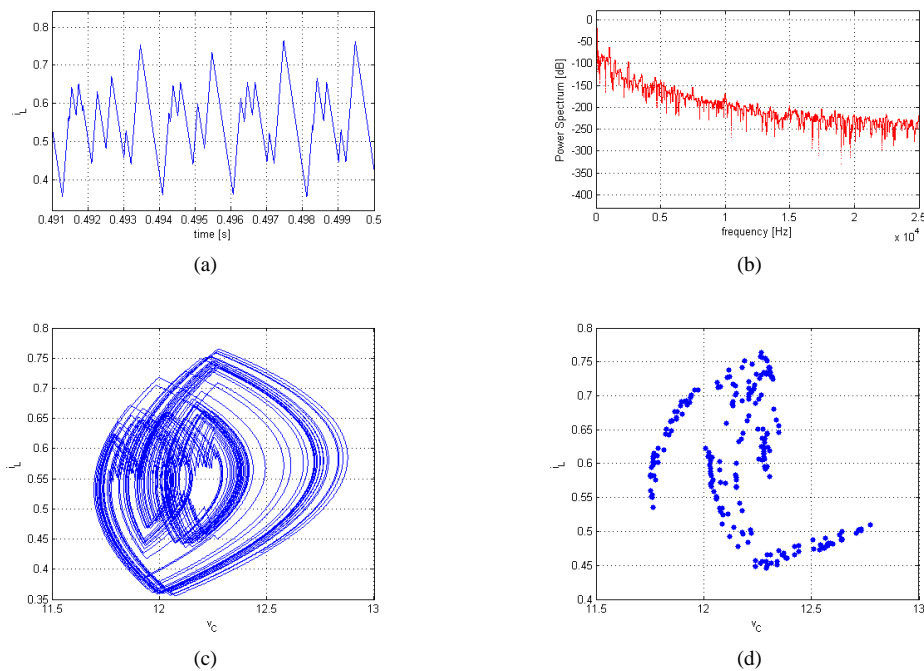 0.8
0.7
0.6
0.5
0.4
i_L
0.491 0.492 0.493 0.494 0.495 0.496 0.497 0.498 0.499 0.5
time [s]
(a)
0
-50
-100
-150
-200
-250
-300
-350
-400
Power Spectrum [dB]
0 0.5 1 1.5 2 2.5
frequency [Hz]
x 10^4
(b)
0.8
0.75
0.7
0.65
0.6
0.55
0.5
0.45
0.4
0.35
i_L
11.5 12 12.5 13
v_C
(c)
0.8
0.75
0.7
0.65
0.6
0.55
0.5
0.45
0.4
i_L
11.5 12 12.5 13
v_C
(d)